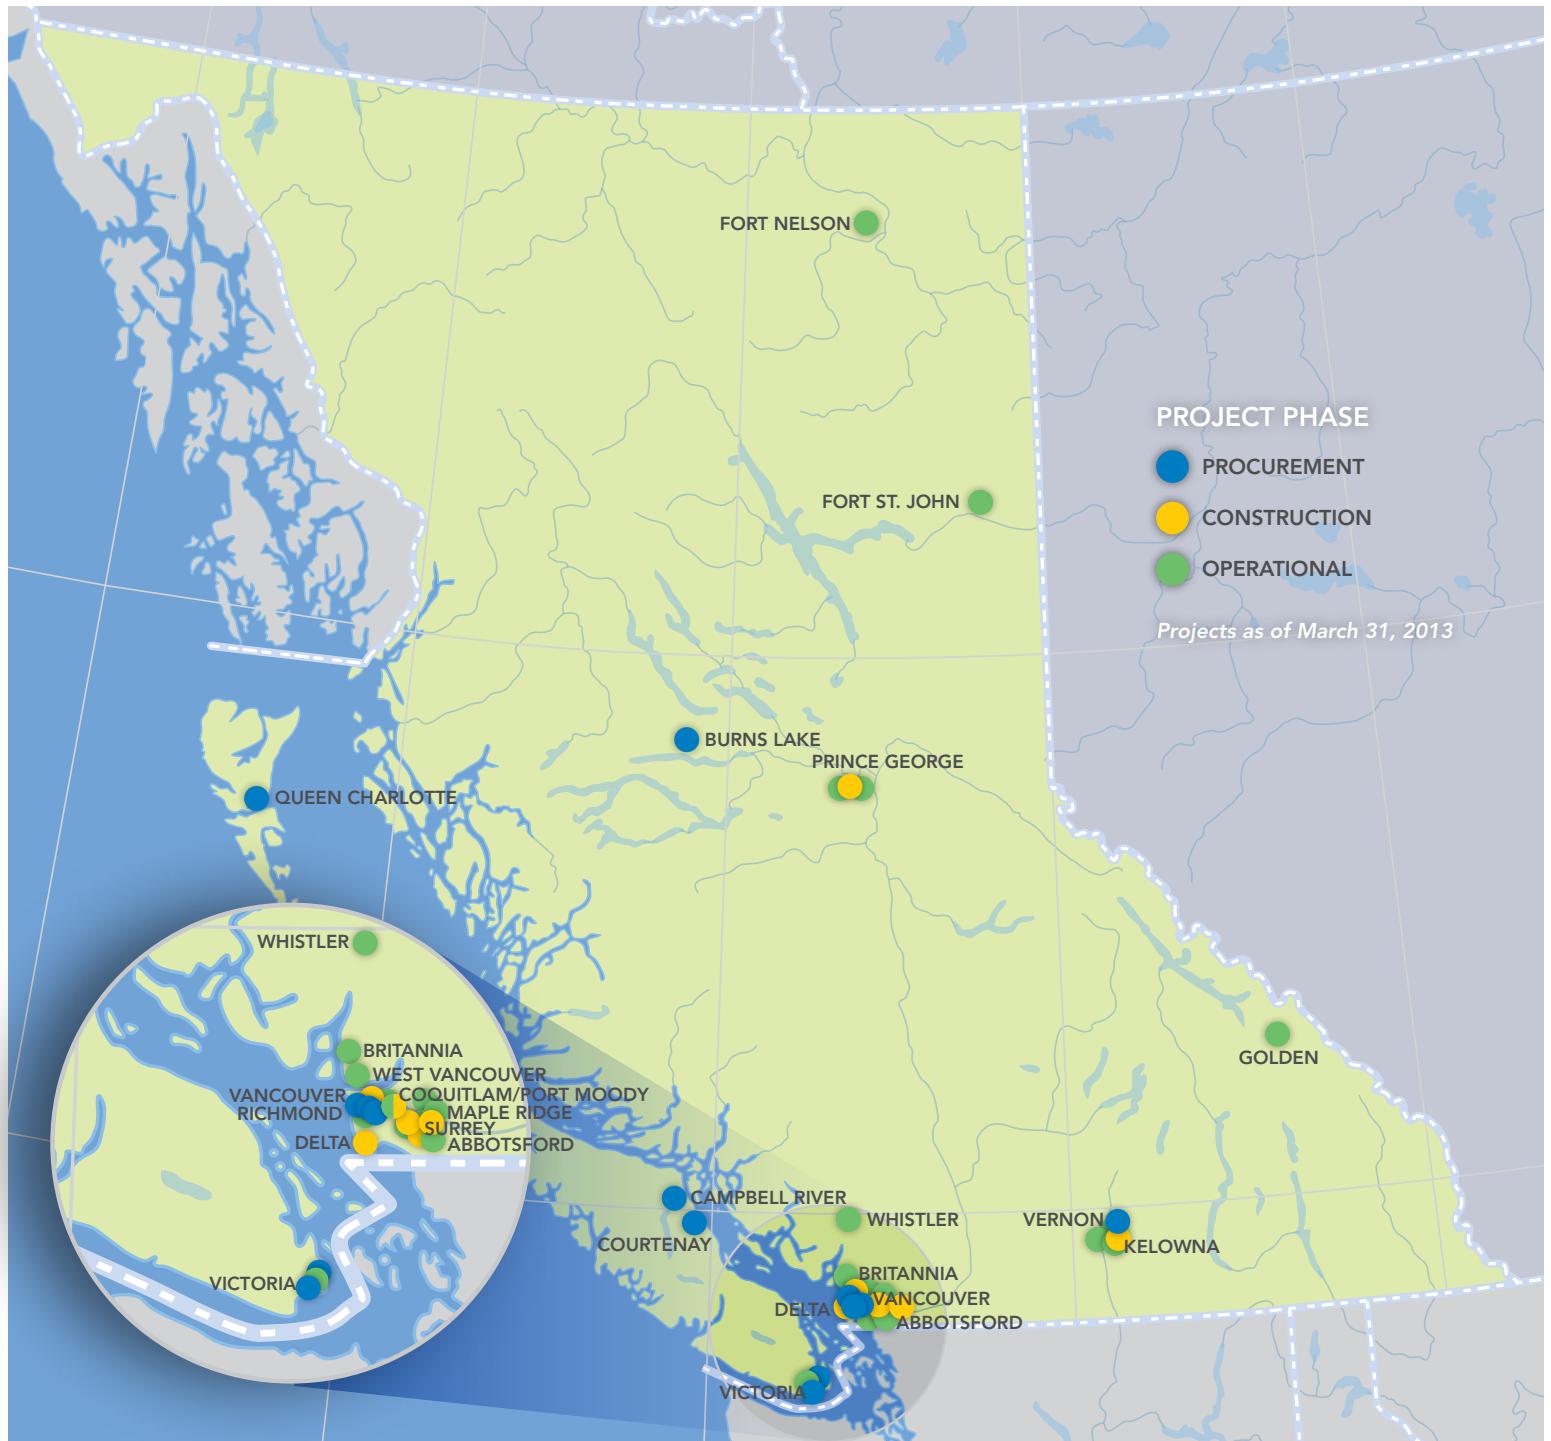 FORT NELSON
PROJECT PHASE
PROCUREMENT
FORT ST. JOHN
CONSTRUCTION
OPERATIONAL
Projects as of March 31, 2013
BURNS LAKE
PRINCE GEORGE
QUEEN CHARLOTTE
WHISTLER
GOLDEN
BRITANNIA
WEST VANCOUVER
VANCOUVER
COQUITLAM/PORT MOODY
RICHMOND
MAPLE RIDGE
SURREY
DELTA
ABBOTSFORD
VICTORIA
CAMPBELL RIVER
WHISTLER
VERNON
COURTENAY
KELOWNA
BRITANNIA
VANCOUVER
DELTA
ABBOTSFORD
VICTORIA